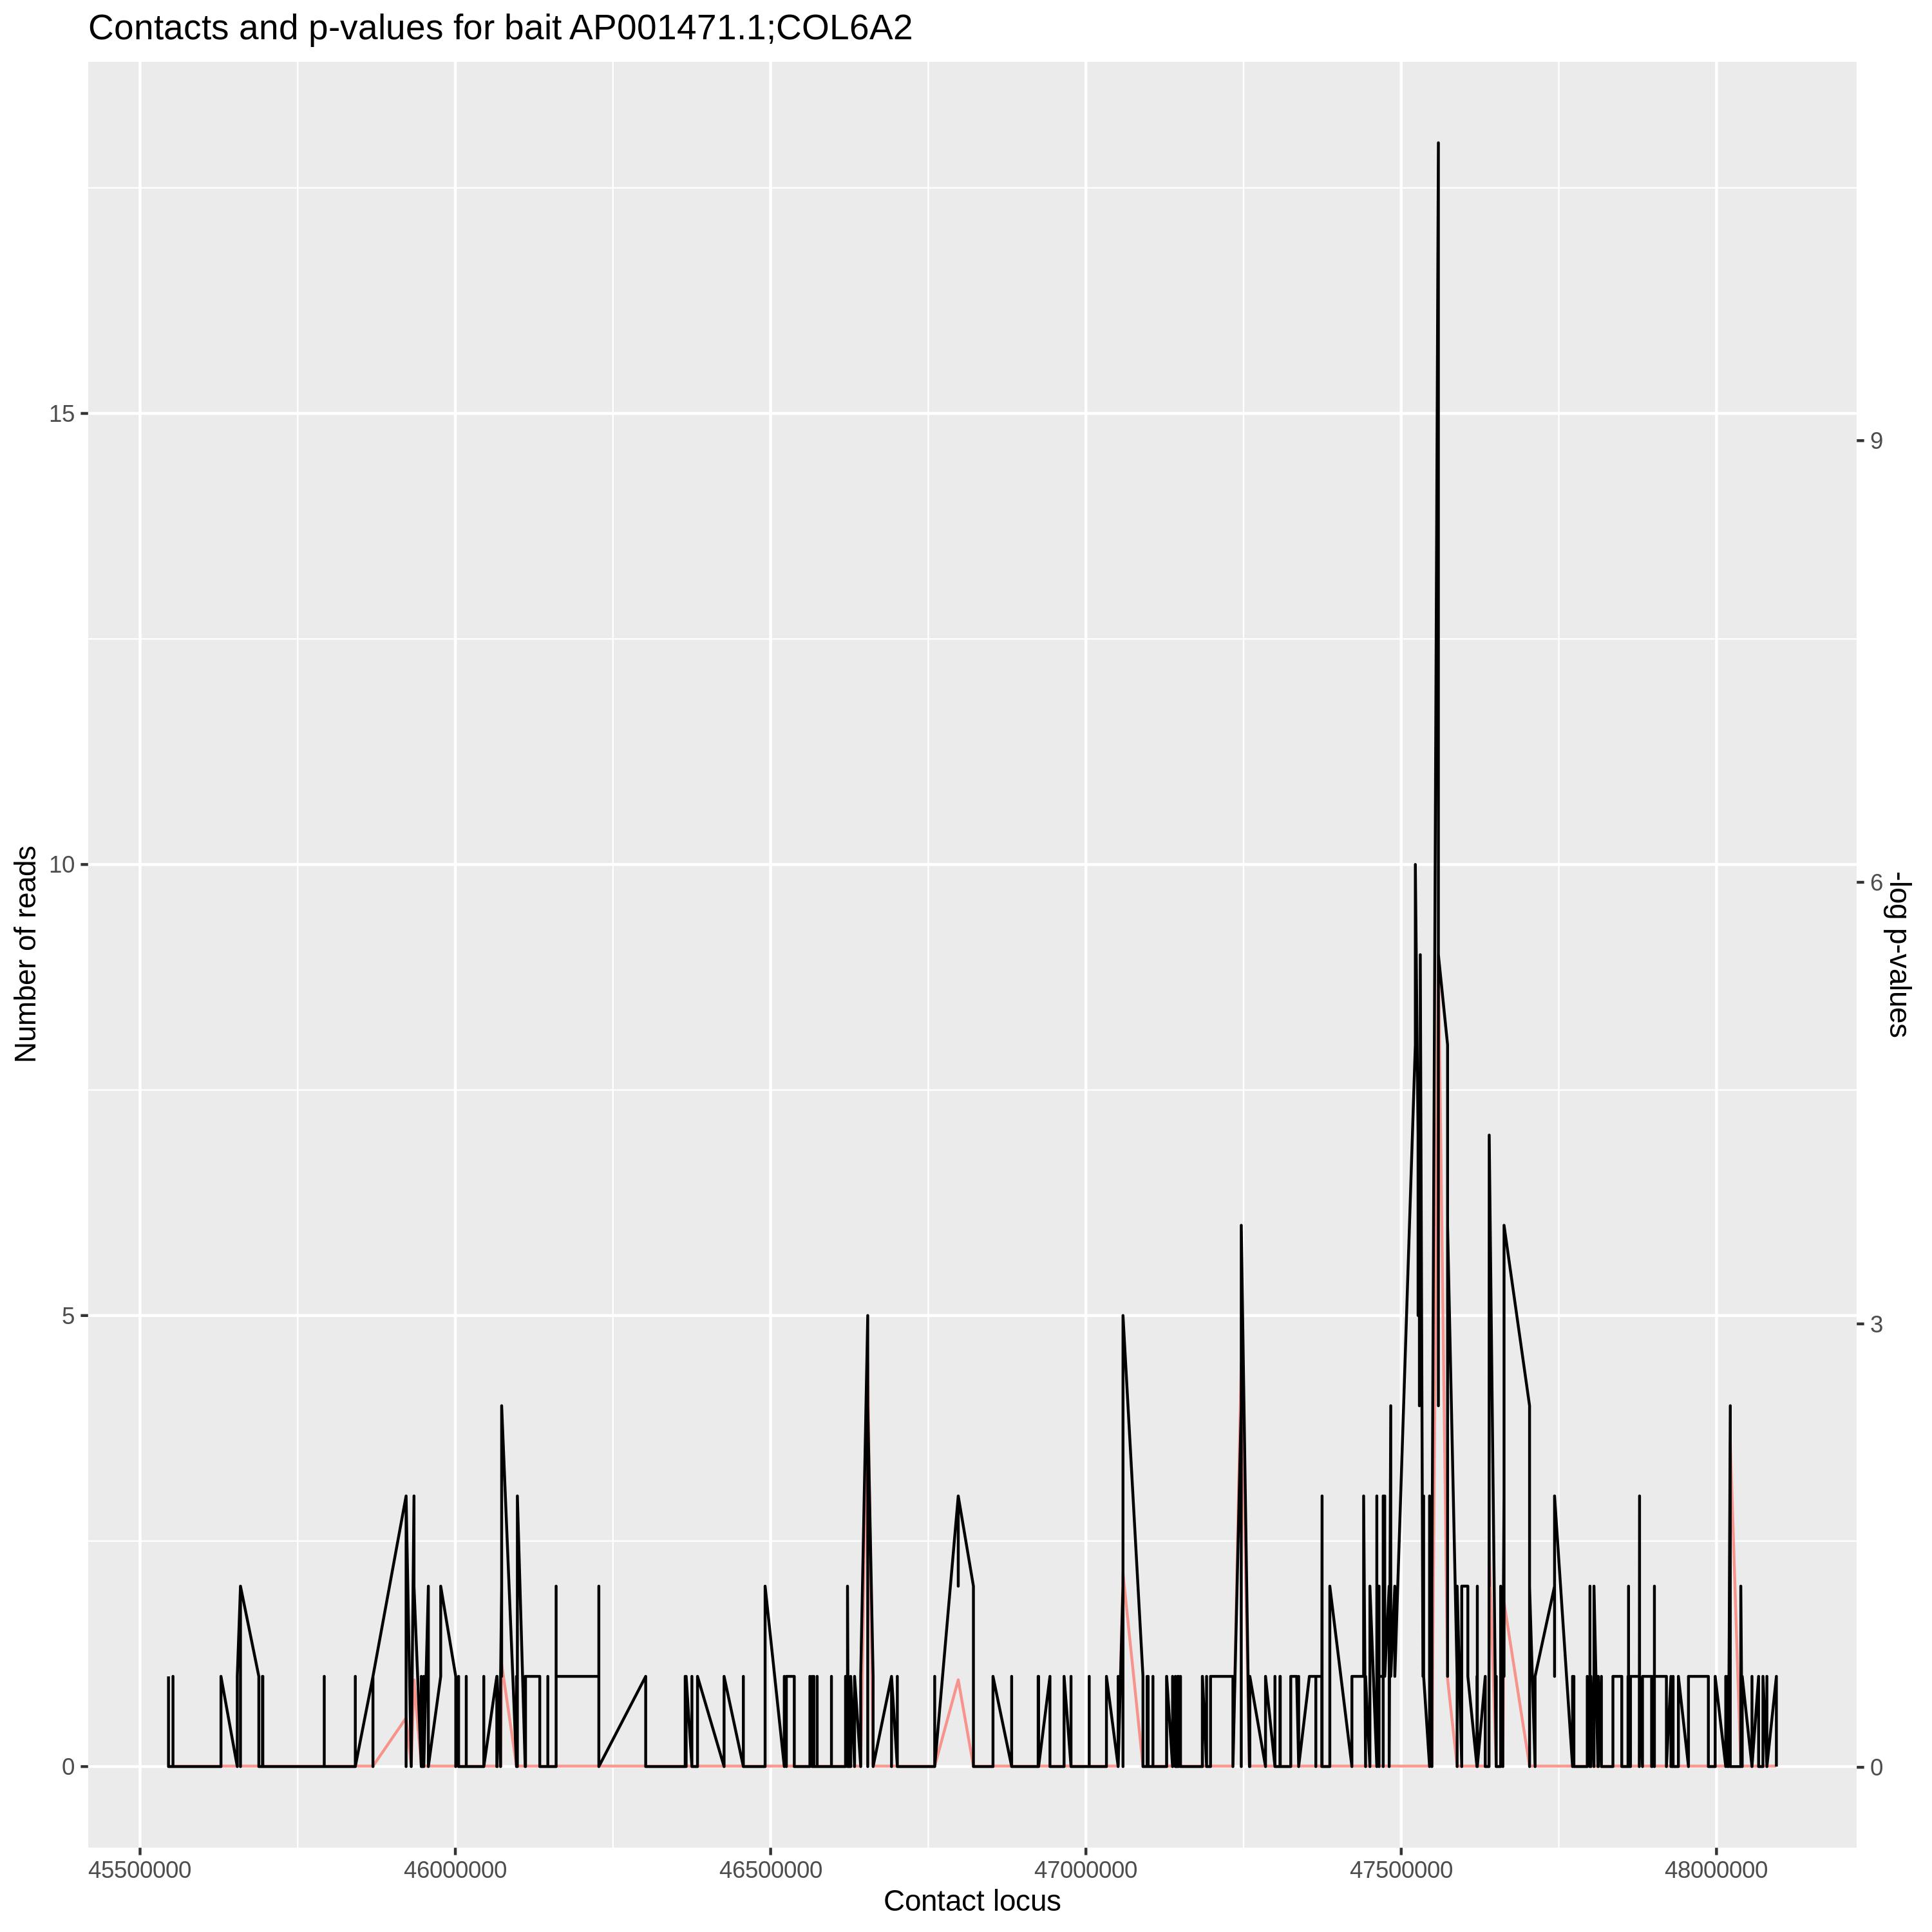 Contacts and p-values for bait AP001471.1;COL6A2
15
10
5
0
Number of reads
9
6
3
0
-log p-values
45500000 46000000 46500000 47000000 47500000 48000000
Contact locus